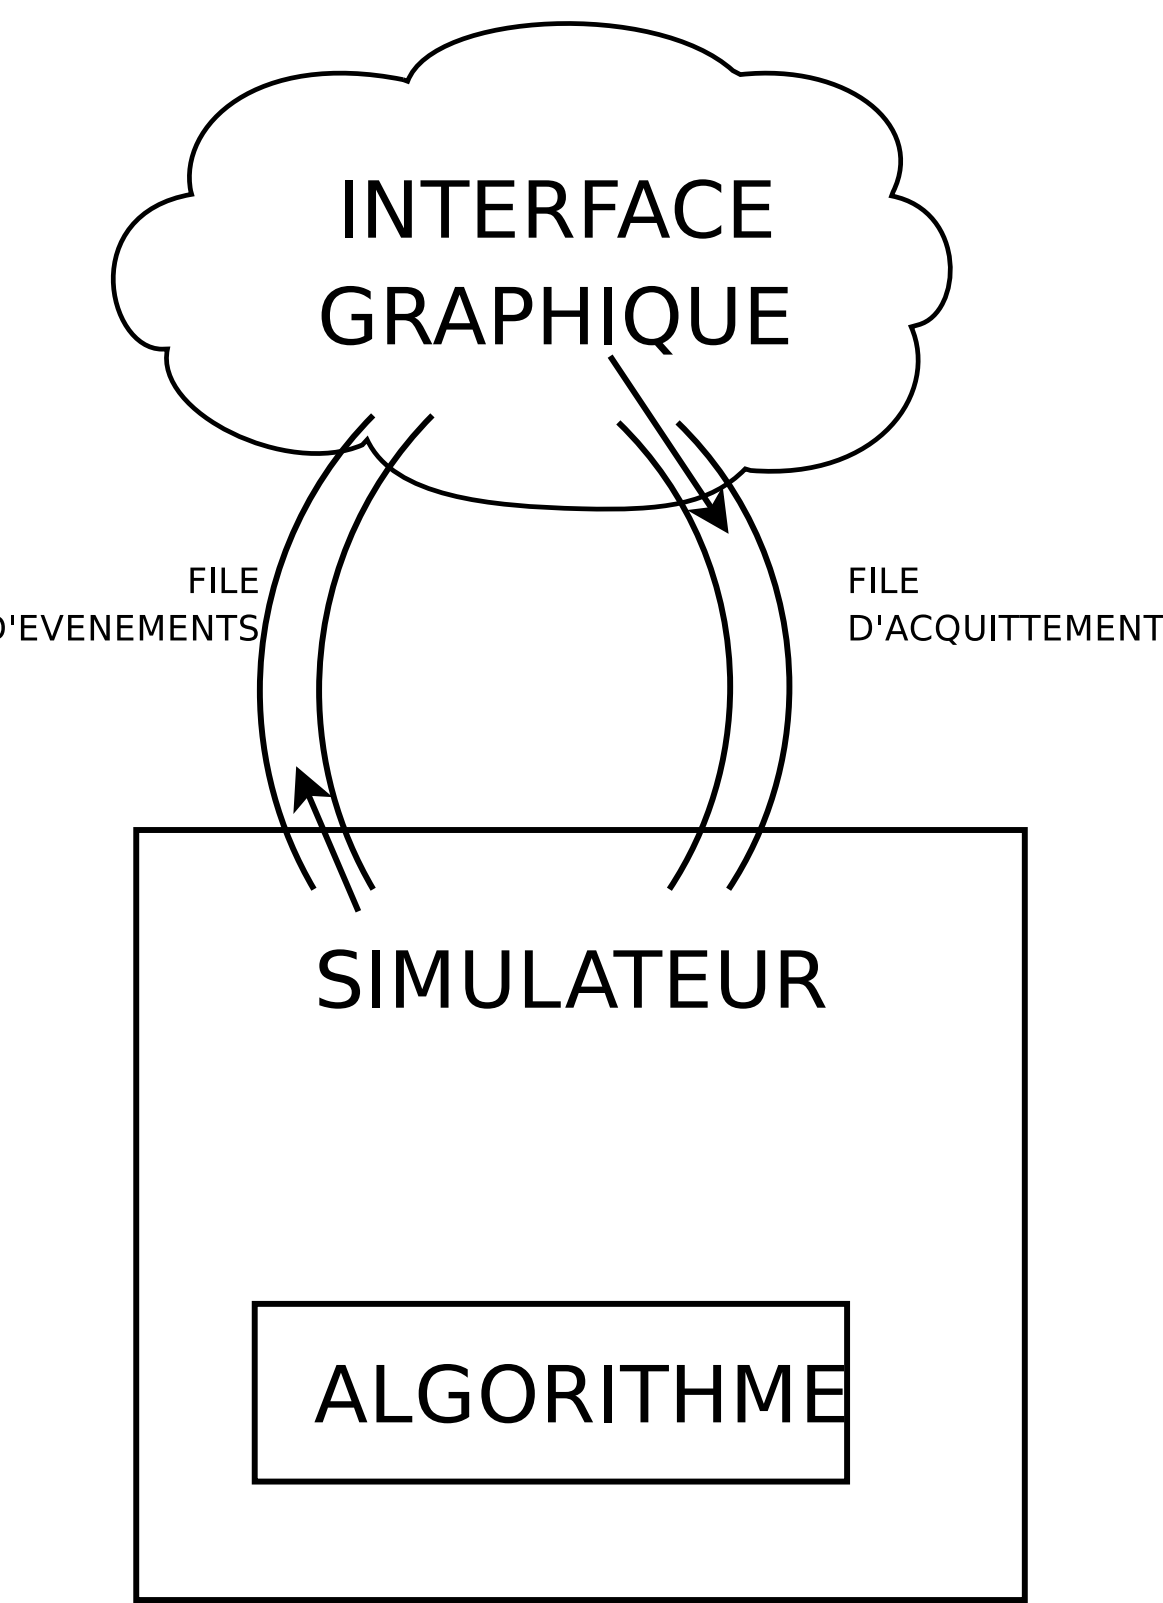 INTERFACE
GRAPHIQUE
FILE
D'EVENEMENTS
FILE
D'ACQUITTEMENT
SIMULATEUR
ALGORITHME